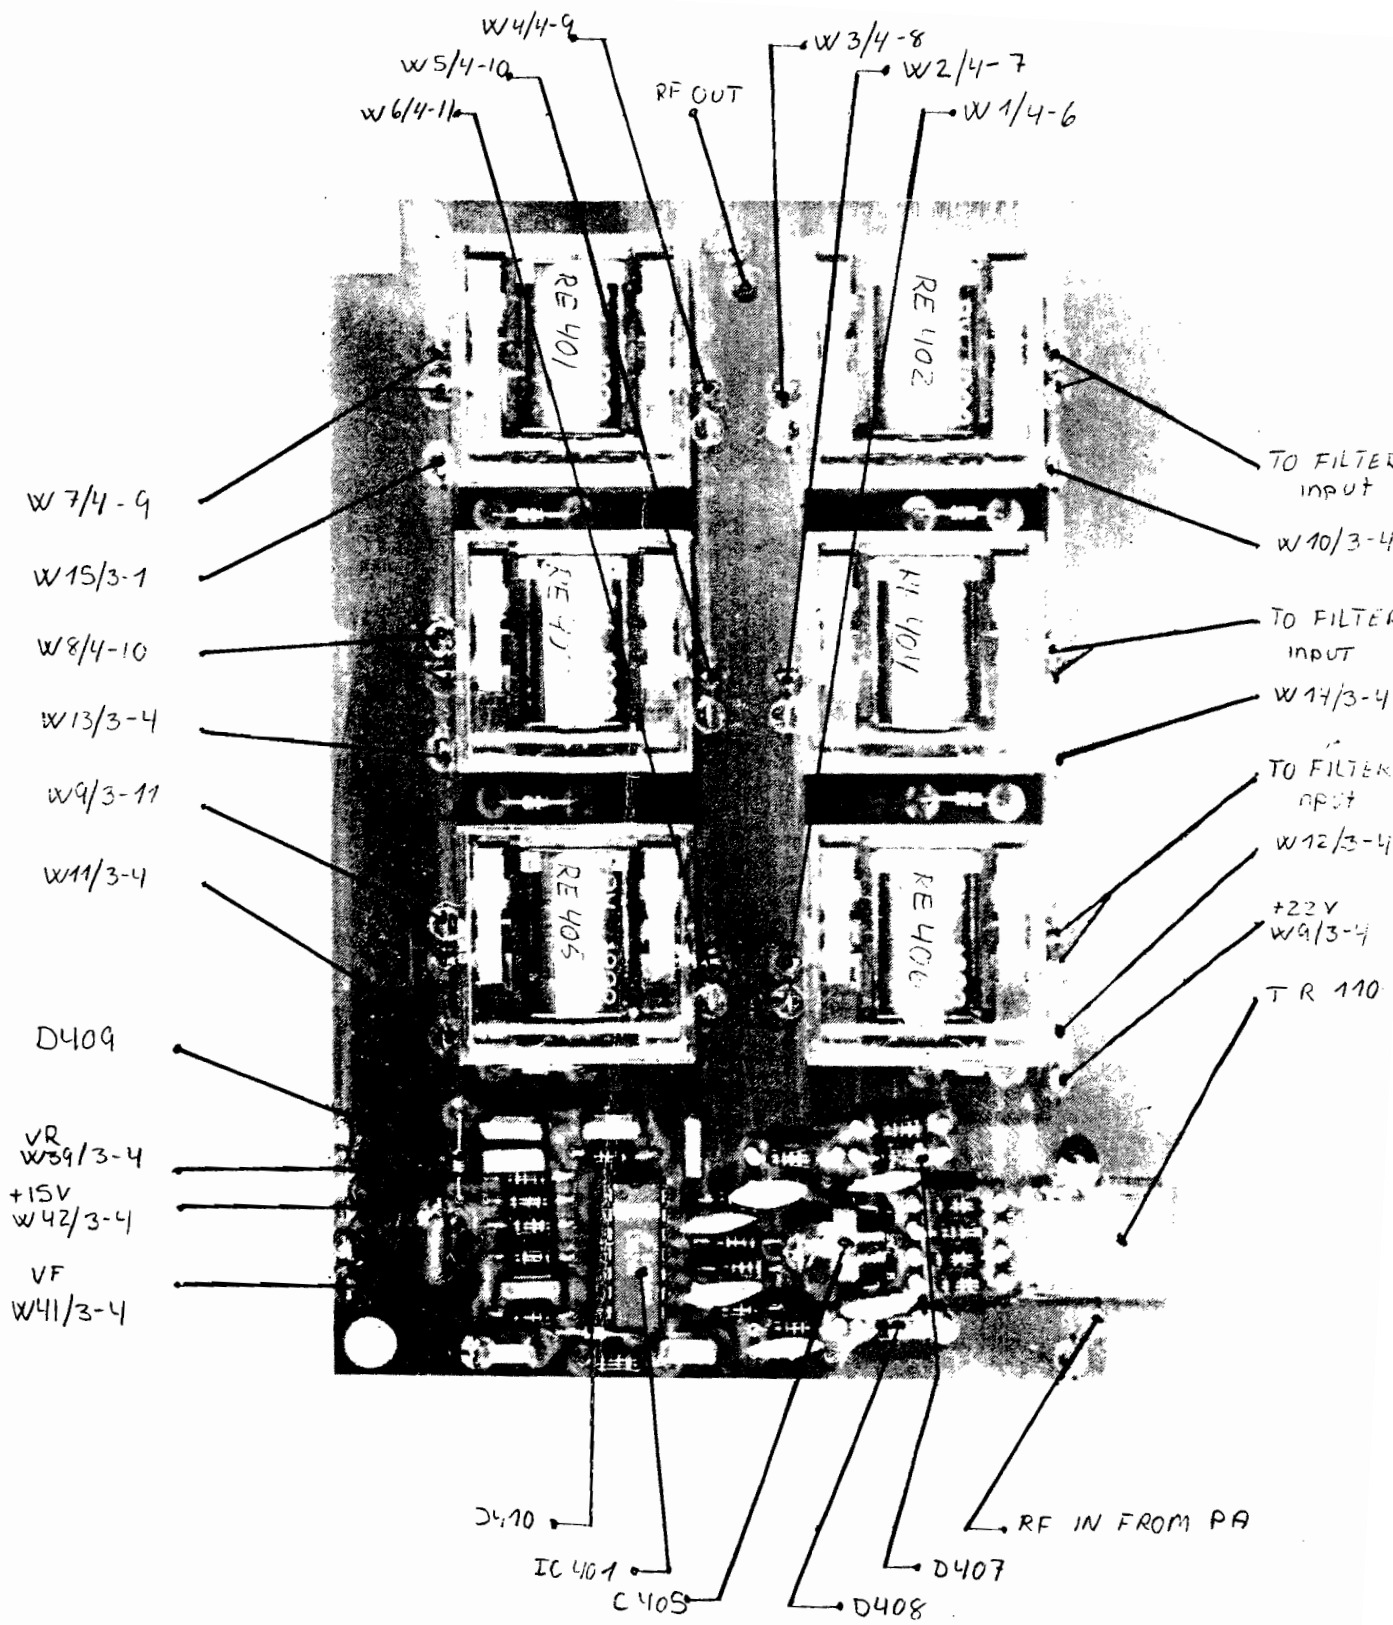 W4/4-9
W3/4-8
W5/4-10
W2/4-7
RF OUT
W6/4-11
W1/4-6
RE 401
RE 402
TO FILTER
input
W 7/4-9
W10/3-4
W15/3-1
RE 4
404
TO FILTER
input
W8/4-10
W13/3-4
TO FILTER
W9/3-11
W12/3-4
W11/3-4
RE 405
RE 406
+22V
W9/3-4
TR 110
D409
VR
W39/3-4
+15V
W42/3-4
VF
W41/3-4
D410
RF IN FROM PA
IC 401
D407
C405
D408